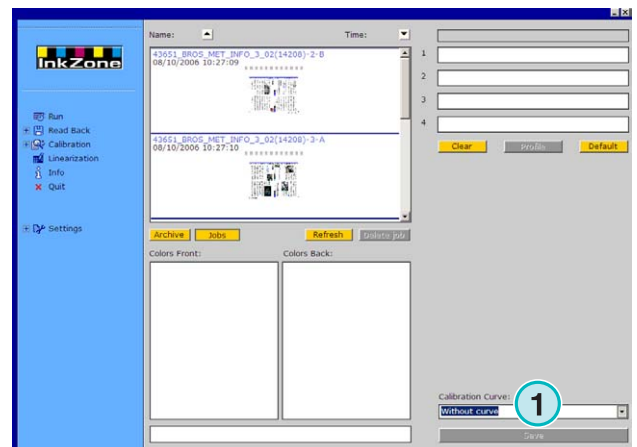 InkZone
Run
Read Back
Calibration
Linearization
Info
Quit
Settings
Name:
Time:
43651_BROS_MET_INFO_3_02(14208)-2-B
08/10/2006 10:27:09
43651_BROS_MET_INFO_3_02(14208)-3-A
08/10/2006 10:27:10
Archive
Jobs
Refresh
Delete job
Colors Front:
Colors Back:
1
2
3
4
Clear
Profile
Default
Calibration Curve:
Without curve
1
Save